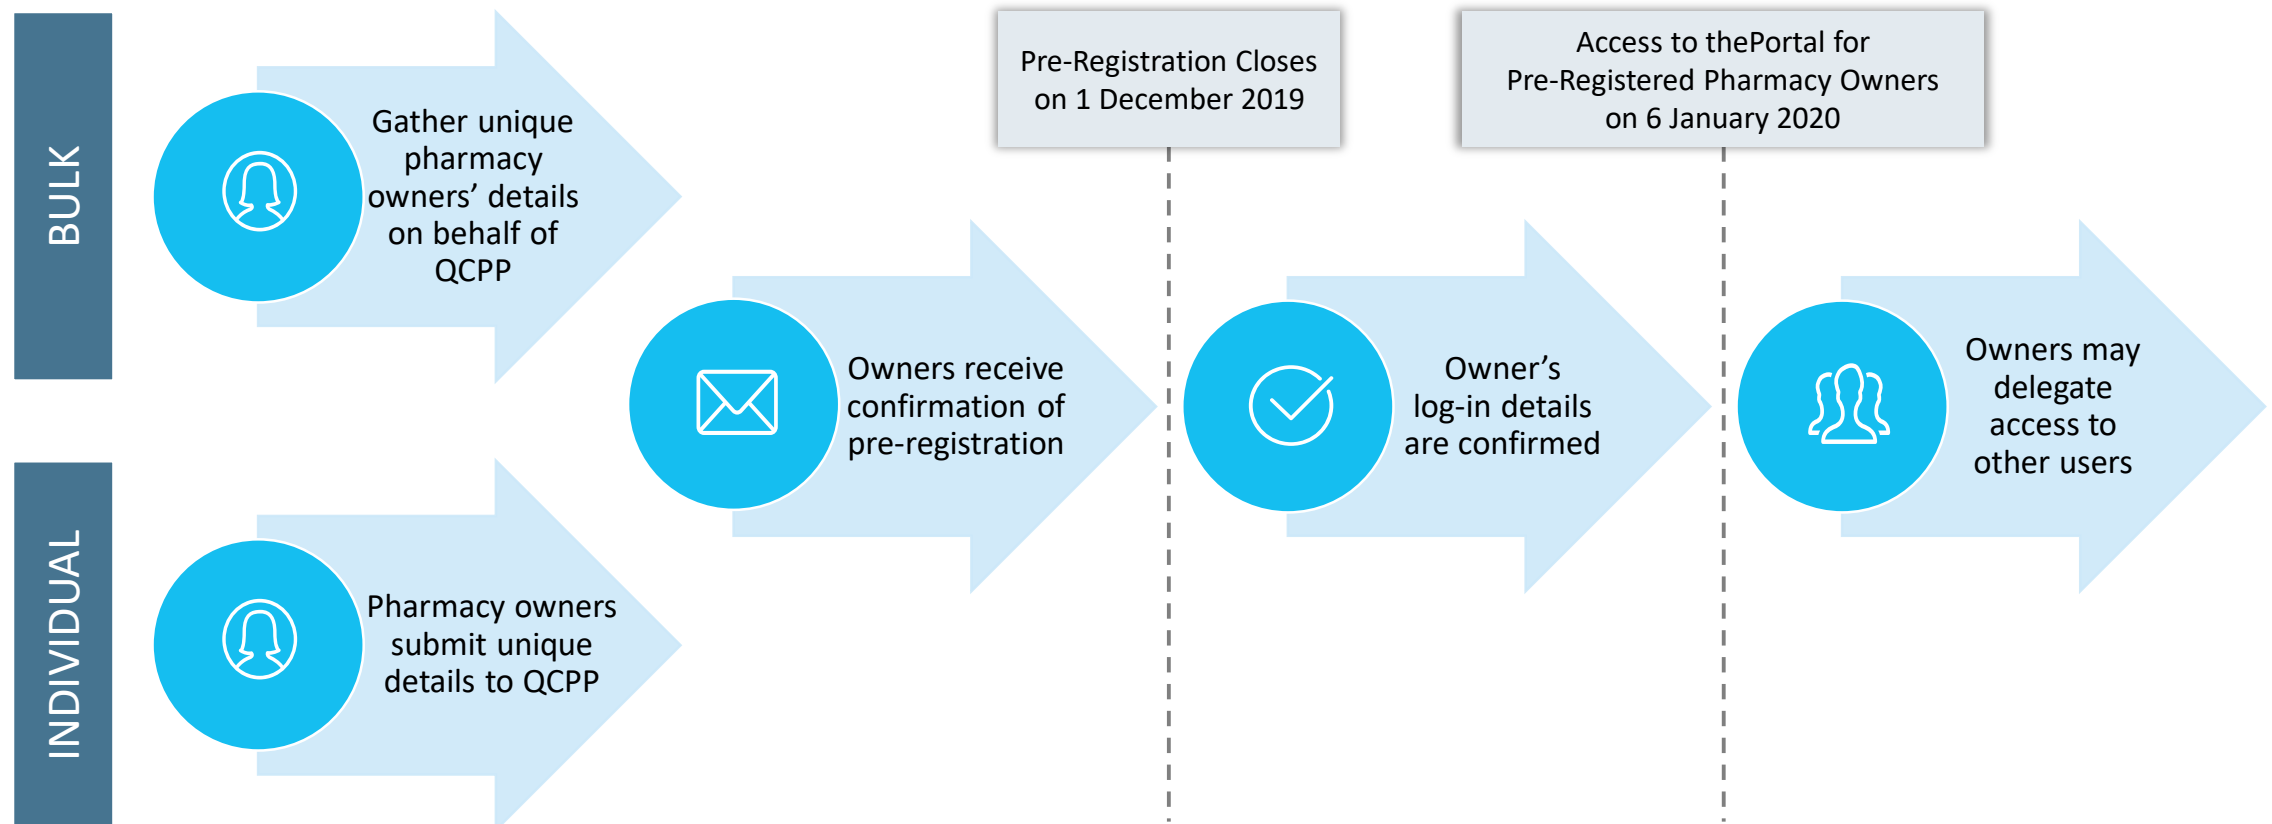 BULK
Gather unique
pharmacy
owners’ details
on behalf of
QCPP
INDIVIDUAL
Pharmacy owners
submit unique
details to QCPP
Owners receive
confirmation of
pre-registration
Pre-Registration Closes
on 1 December 2019
Owner’s
log-in details
are confirmed
Access to thePortal for
Pre-Registered Pharmacy Owners
on 6 January 2020
Owners may
delegate
access to
other users